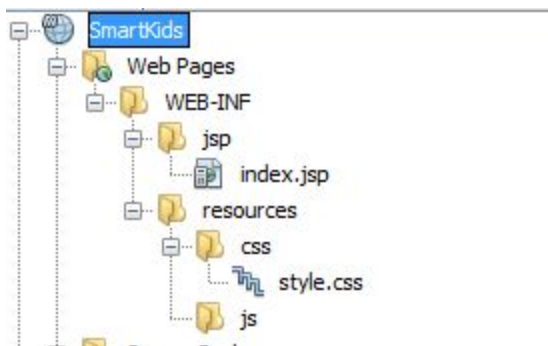 SmartKids
Web Pages
WEB-INF
jsp
index.jsp
resources
css
style.css
js